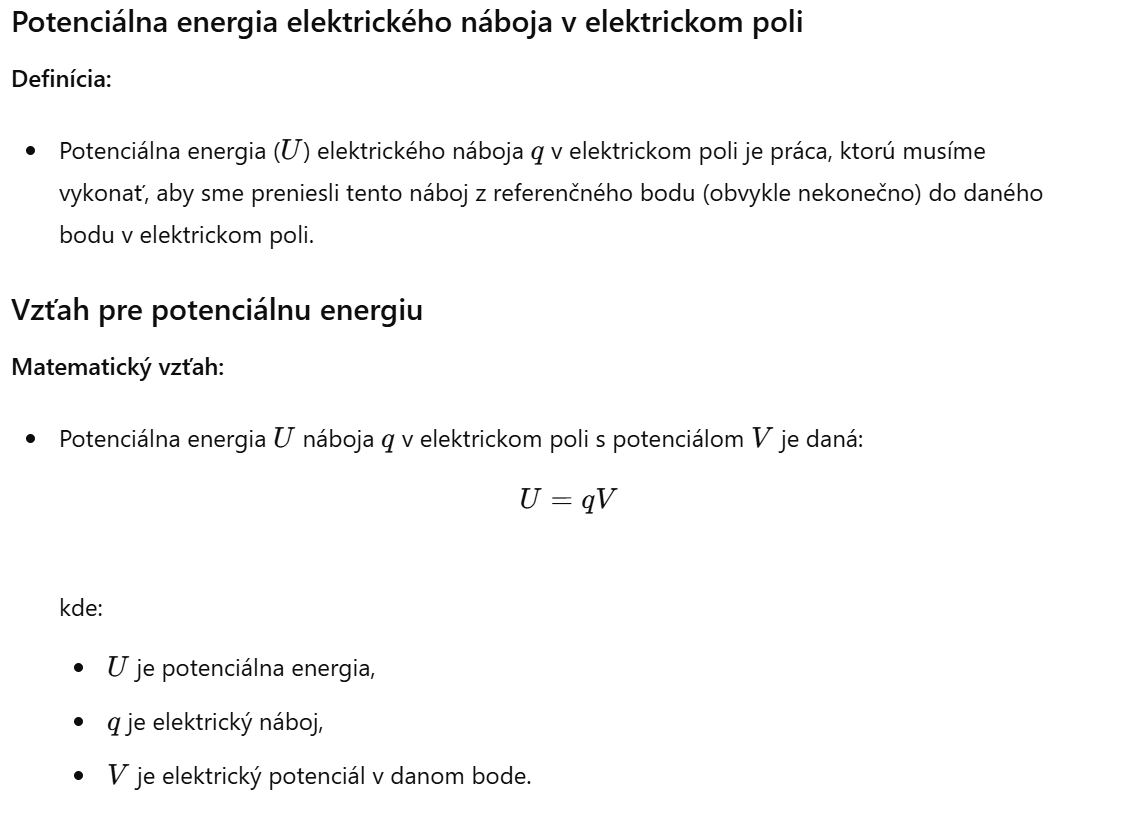 Potenciálna energia elektrického náboja v elektrickom poli
Definícia:
• Potenciálna energia (U) elektrického náboja q v elektrickom poli je práca, ktorú musíme
vykonať, aby sme preniesli tento náboj z referenčného bodu (obvykle nekonečno) do daného
bodu v elektrickom poli.
Vzťah pre potenciálnu energiu
Matematický vzťah:
• Potenciálna energia U náboja q v elektrickom poli s potenciálom V je daná:
U = qV
kde:
• U je potenciálna energia,
• q je elektrický náboj,
• V je elektrický potenciál v danom bode.